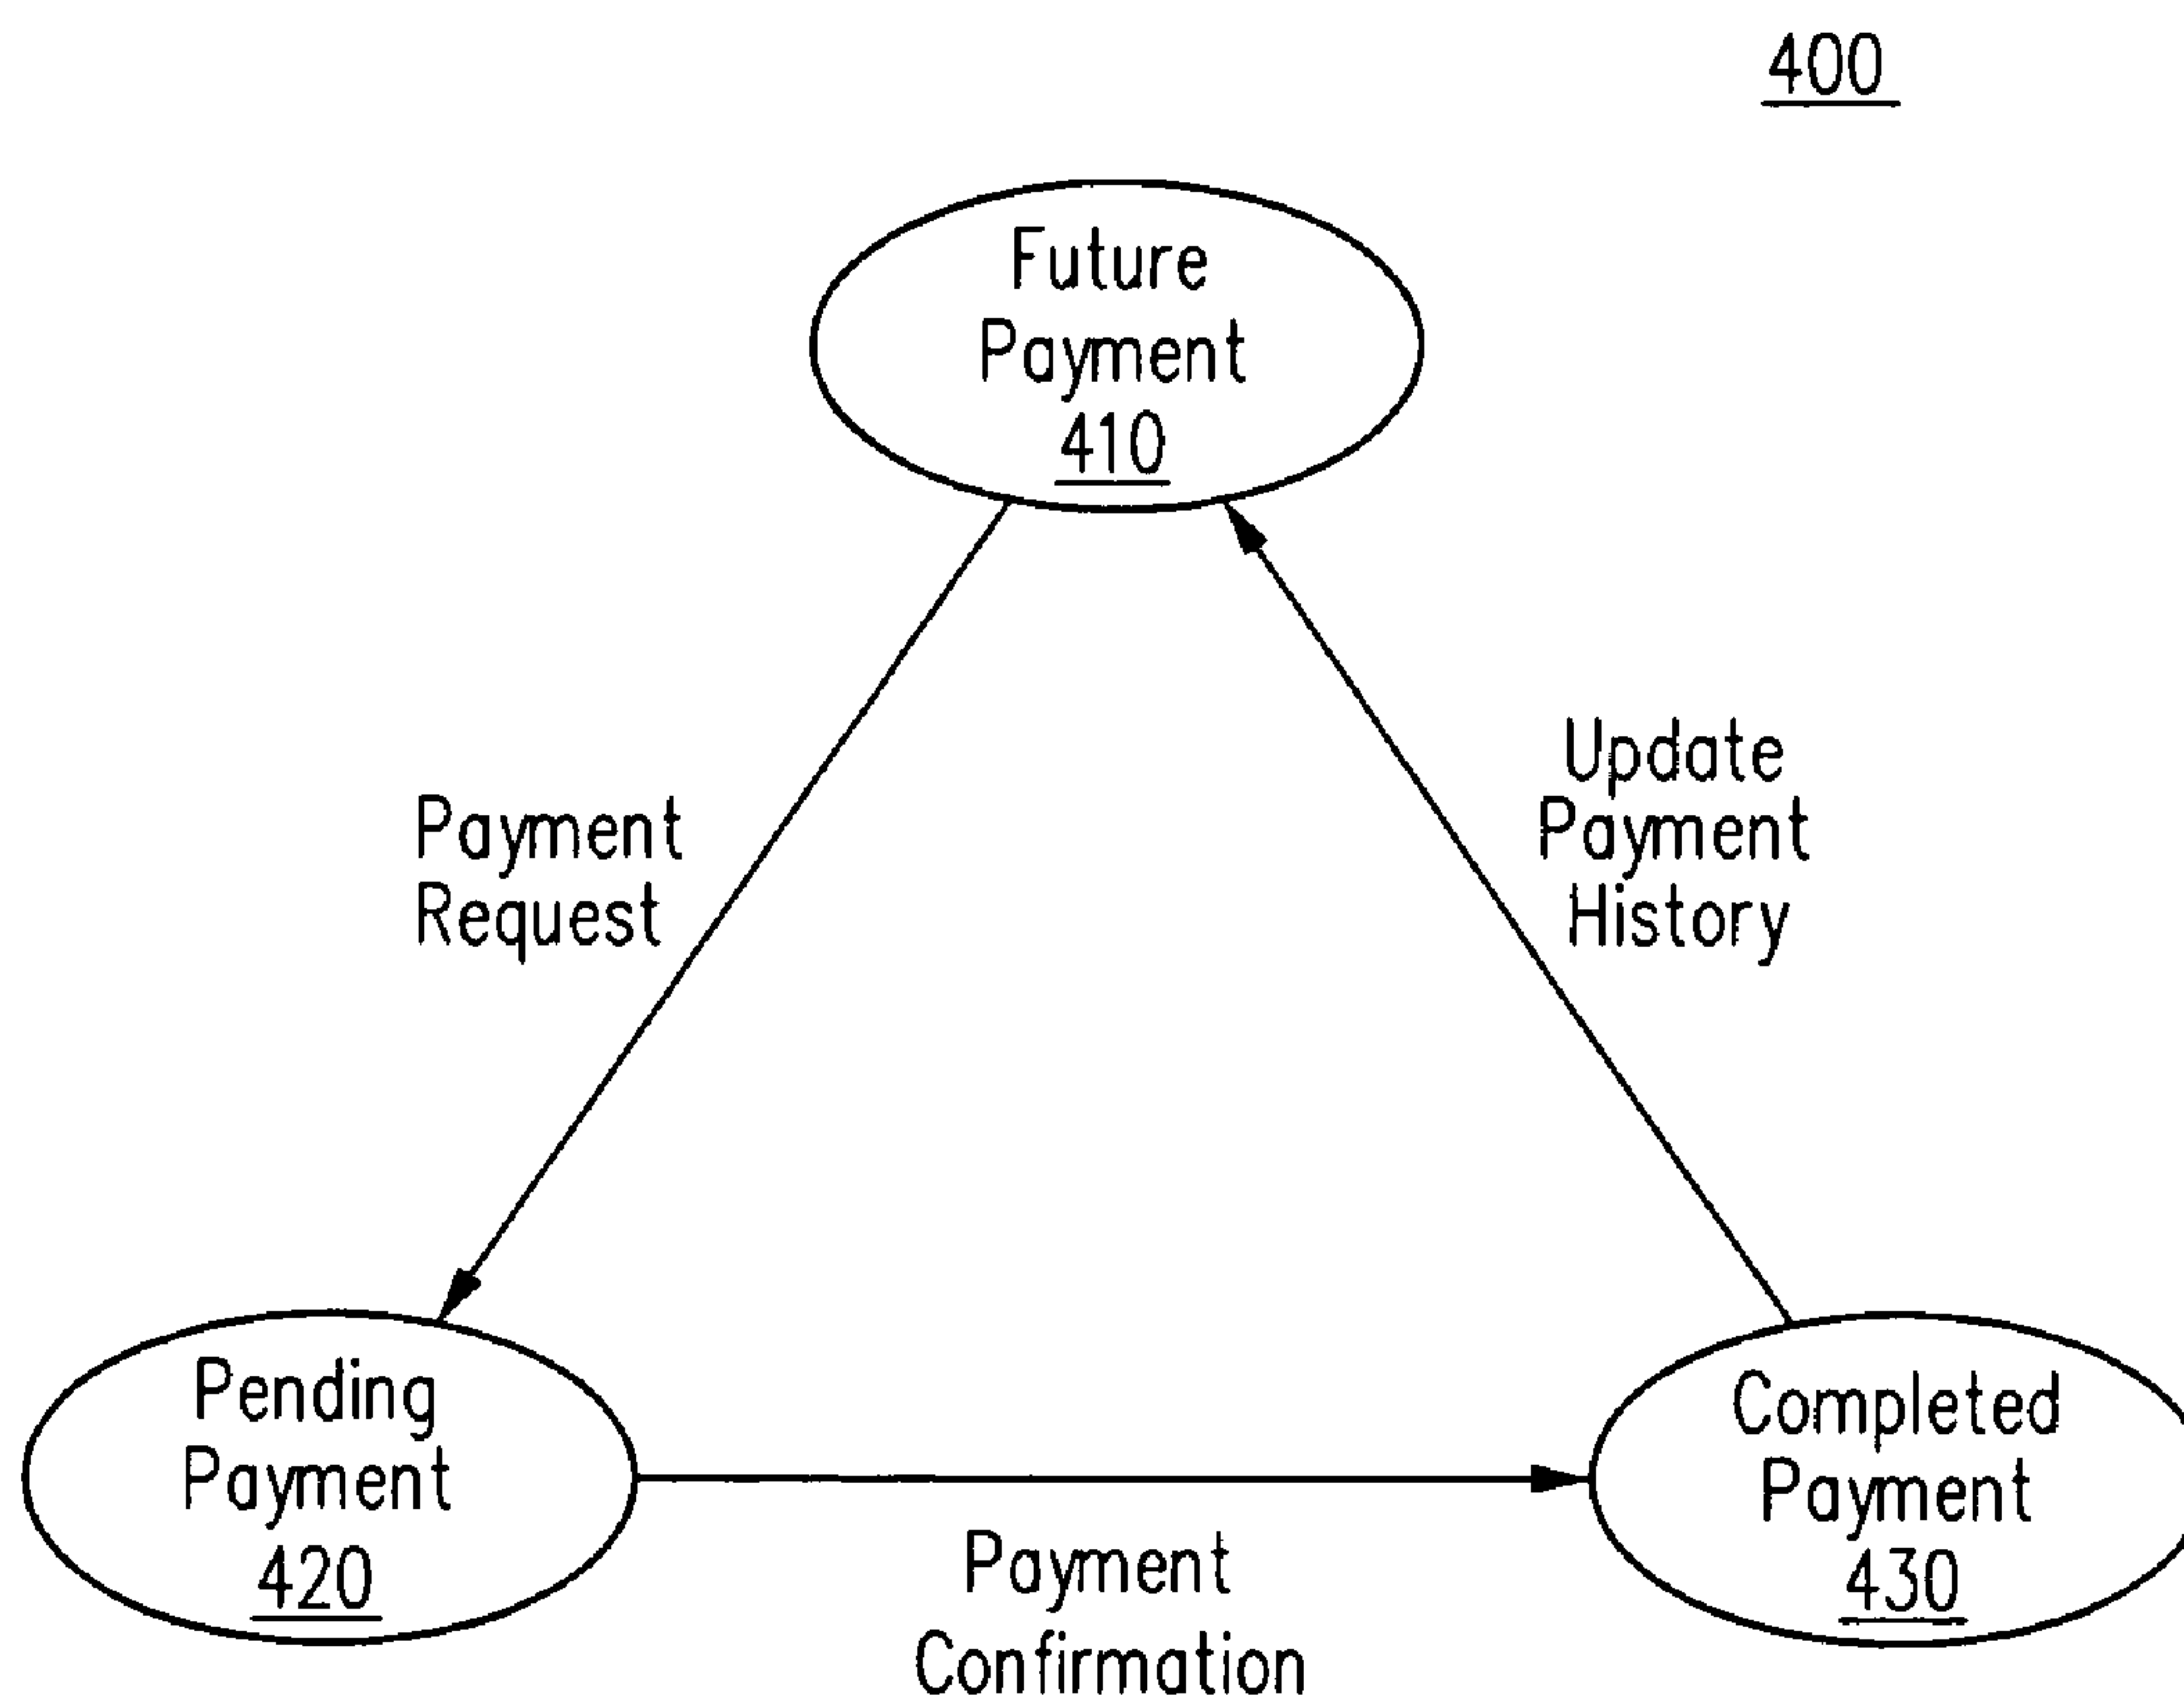 400
Future
Payment
410
Payment
Request
Update
Payment
History
Pending
Payment
420
Payment
Confirmation
Completed
Payment
430